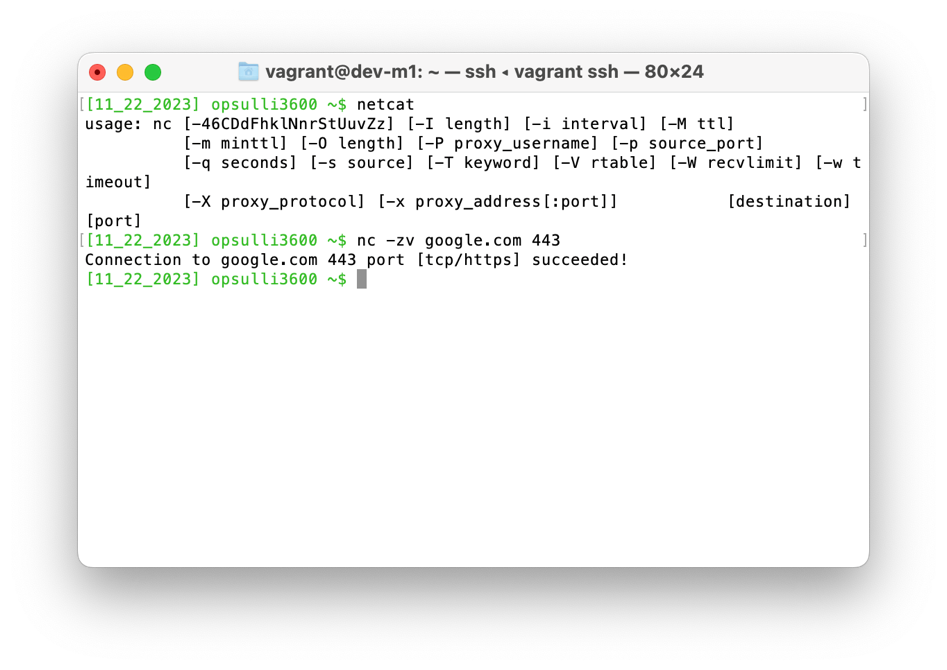 vagrant@dev-m1: ~ — ssh ◂ vagrant ssh — 80×24
[[11_22_2023] opsulli3600 ~$ netcat ]
usage: nc [-46CDdFhklNnrStUuvZz] [-I length] [-i interval] [-M ttl]
[-m minttl] [-O length] [-P proxy_username] [-p source_port]
[-q seconds] [-s source] [-T keyword] [-V rtable] [-W recvlimit] [-w t
imeout]
[-X proxy_protocol] [-x proxy_address[:port]] [destination]
[port]
[[11_22_2023] opsulli3600 ~$ nc -zv google.com 443 ]
Connection to google.com 443 port [tcp/https] succeeded!
[11_22_2023] opsulli3600 ~$